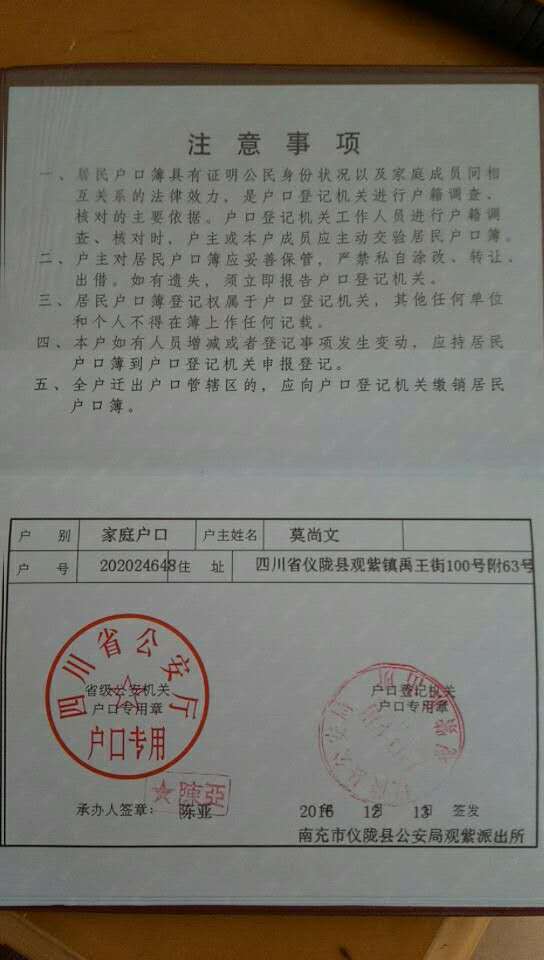 注意事项
一、居民户口簿具有证明公民身份状况以及家庭成员间相
互关系的法律效力，是户口登记机关进行户籍调查、
核对的主要依据。户口登记机关工作人员进行户籍调
查、核对时，户主或本户成员应主动交验居民户口簿。
二、户主对居民户口簿应妥善保管，严禁私自涂改、转让、
出借。如有遗失，须立即报告户口登记机关。
三、居民户口簿登记权属于户口登记机关，其他任何单位
和个人不得在簿上作任何记载。
四、本户如有人员增减或者登记事项发生变动，应持居民
户口簿到户口登记机关申报登记。
五、全户迁出户口管辖区的，应向户口登记机关缴销居民
户口簿。
户别 家庭户口 户主姓名 莫尚文
户号 202024648 住址 四川省仪陇县观紫镇禹王街100号附63号
四川省公安厅
省级公安机关
户口专用章
户口专用
户口登记机关
户口专用章
陳亞
承办人签章： 陈亚
2016年 12月 13日 签发
南充市仪陇县公安局观紫派出所